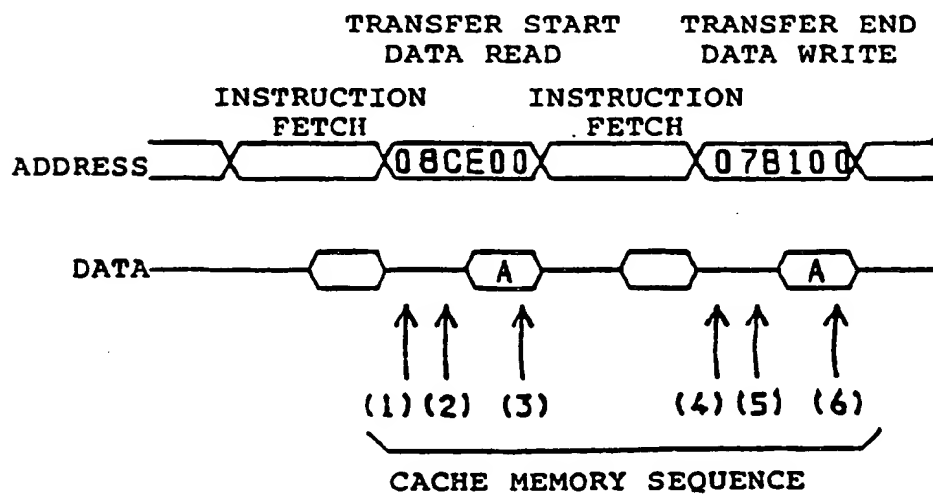 TRANSFER START TRANSFER END
DATA READ DATA WRITE
INSTRUCTION INSTRUCTION
FETCH FETCH
ADDRESS 08CE00 07B100
DATA A A
(1) (2) (3) (4) (5) (6)
CACHE MEMORY SEQUENCE